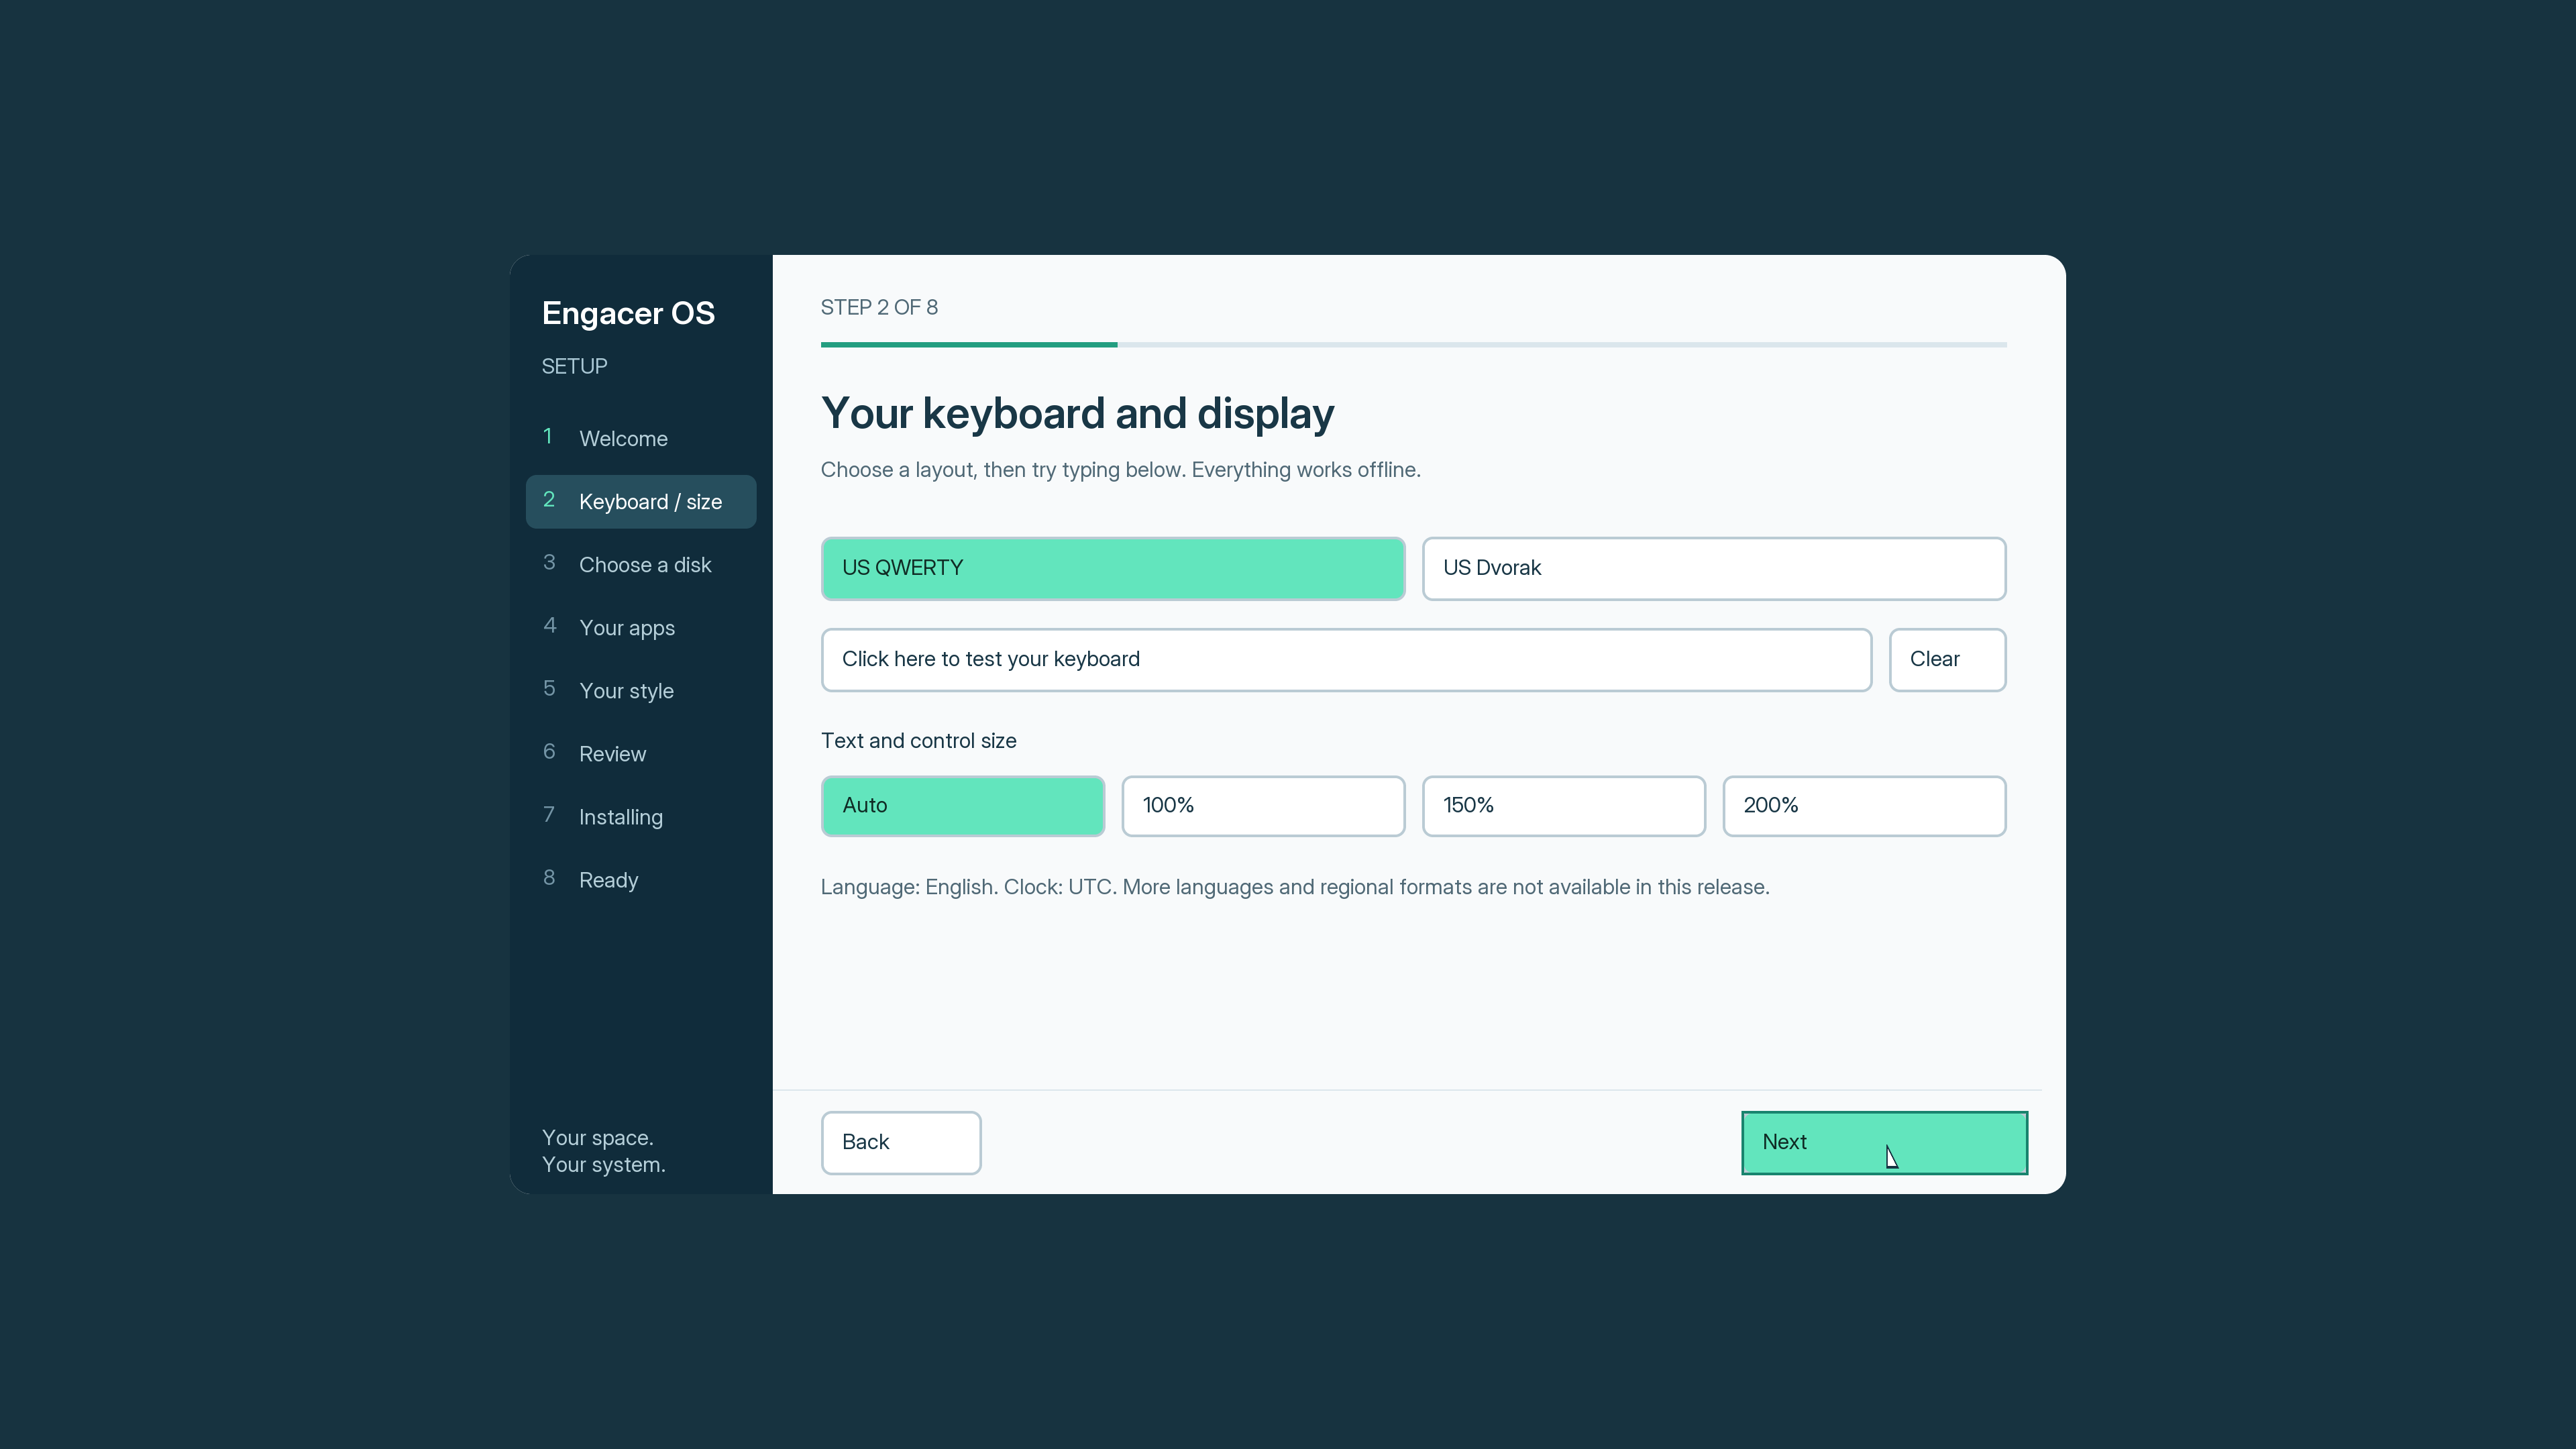 Engacer OS
SETUP
1 Welcome
2 Keyboard / size
3 Choose a disk
4 Your apps
5 Your style
6 Review
7 Installing
8 Ready
Your space.
Your system.
STEP 2 OF 8
Your keyboard and display
Choose a layout, then try typing below. Everything works offline.
US QWERTY US Dvorak
Click here to test your keyboard Clear
Text and control size
Auto 100% 150% 200%
Language: English. Clock: UTC. More languages and regional formats are not available in this release.
Back Next